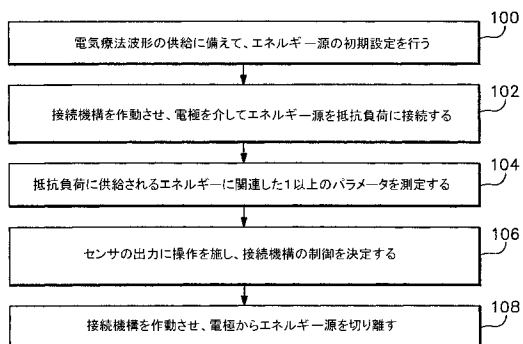 100
電気療法波形の供給に備えて、エネルギー源の初期設定を行う
102
接続機構を作動させ、電極を介してエネルギー源を抵抗負荷に接続する
104
抵抗負荷に供給されるエネルギーに関連した1以上のパラメータを測定する
106
センサの出力に操作を施し、接続機構の制御を決定する
108
接続機構を作動させ、電極からエネルギー源を切り離す